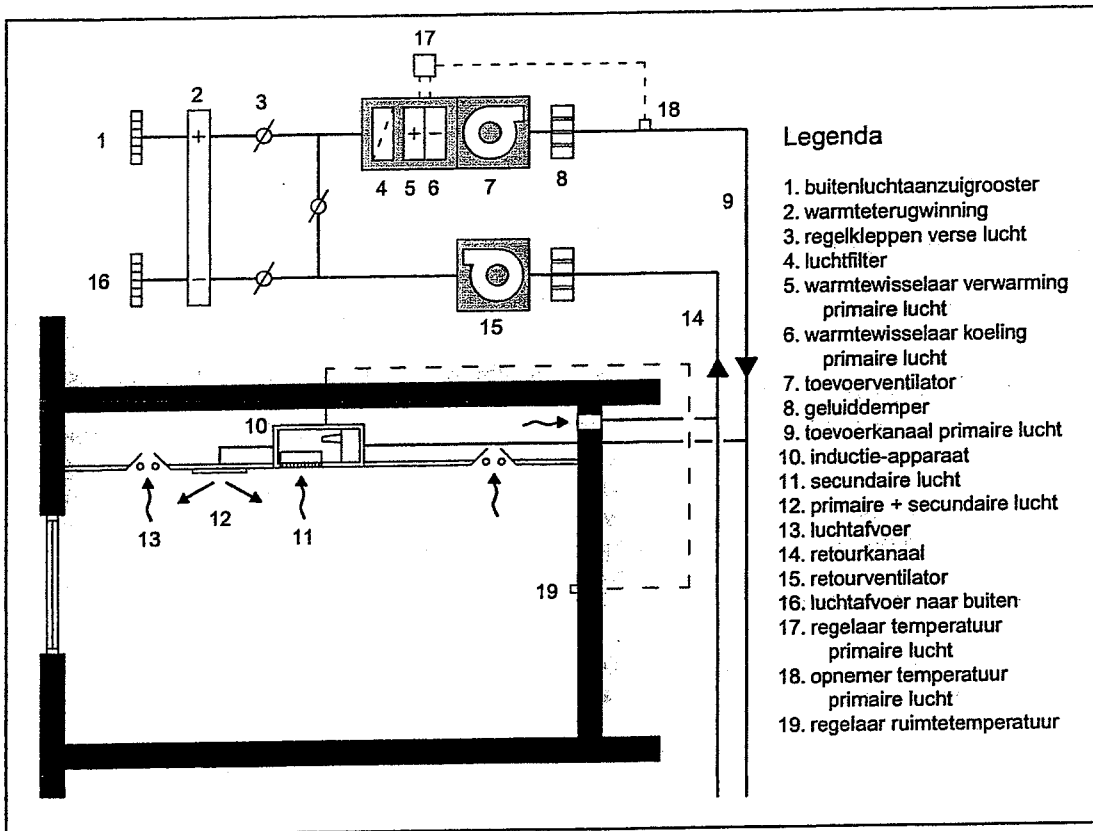 17
2
3
18
1
4
5
6
7
8
9
16
15
14
10
12
13
11
19
Legenda
1. buitenluchtaanzuigrooster
2. warmteterugwinning
3. regelkleppen verse lucht
4. luchtfilter
5. warmtewisselaar verwarming
primaire lucht
6. warmtewisselaar koeling
primaire lucht
7. toevoerventilator
8. geluiddemper
9. toevoerkanaal primaire lucht
10. inductie-apparaat
11. secundaire lucht
12. primaire + secundaire lucht
13. luchtafvoer
14. retourkanaal
15. retourventilator
16. luchtafvoer naar buiten
17. regelaar temperatuur
primaire lucht
18. opnemer temperatuur
primaire lucht
19. regelaar ruimtetemperatuur